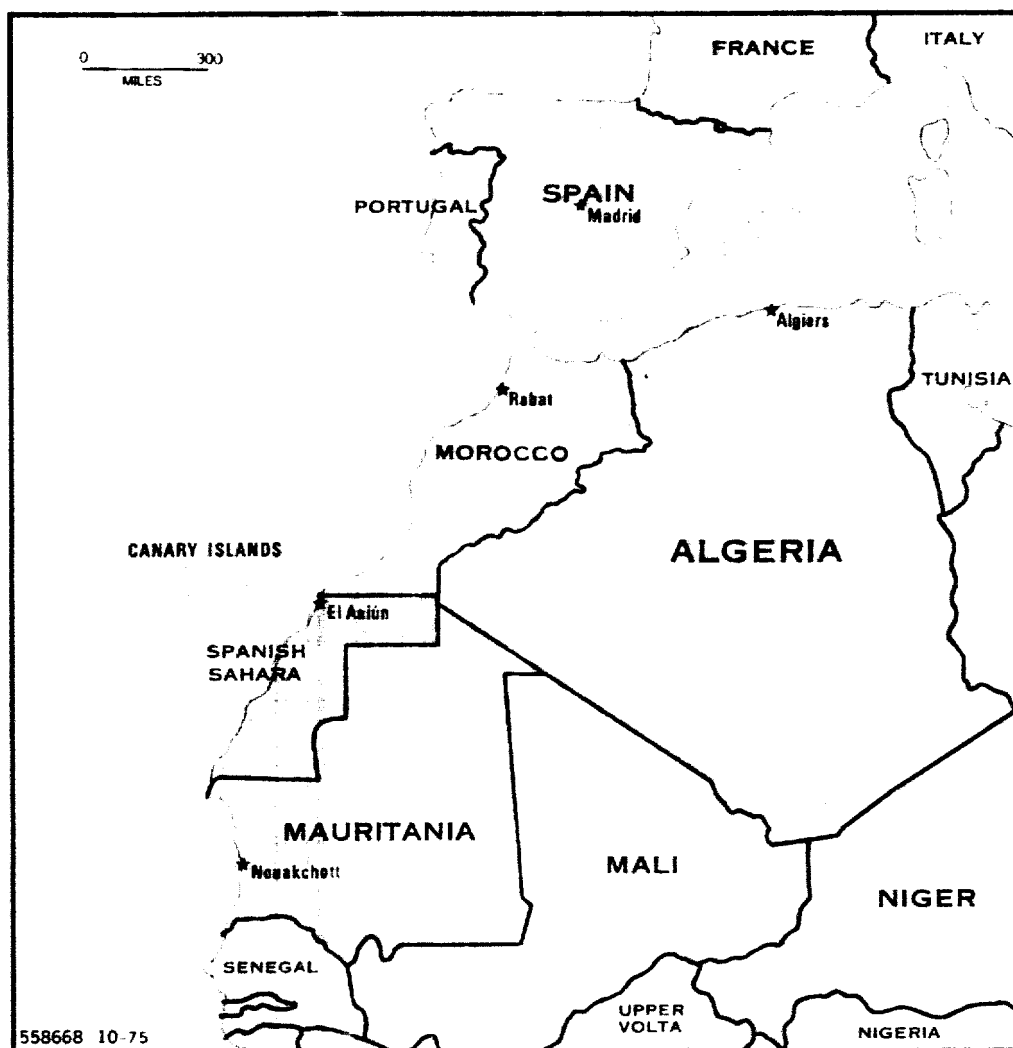 0 300
MILES
FRANCE
ITALY
SPAIN
Madrid
PORTUGAL
Algiers
TUNISIA
Rabat
MOROCCO
CANARY ISLANDS
ALGERIA
El Aaiún
SPANISH
SAHARA
MAURITANIA
Nouakchott
MALI
NIGER
SENEGAL
UPPER
VOLTA
NIGERIA
558668 10-75